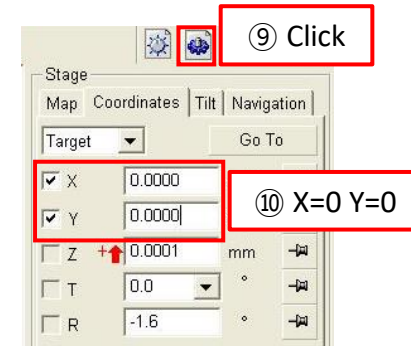 ⑨ Click
Stage
Map Coordinates Tilt Navigation
Target Go To
X 0.0000
Y 0.0000
⑩ X=0 Y=0
Z + 0.0001 mm
T 0.0 °
R -1.6 °